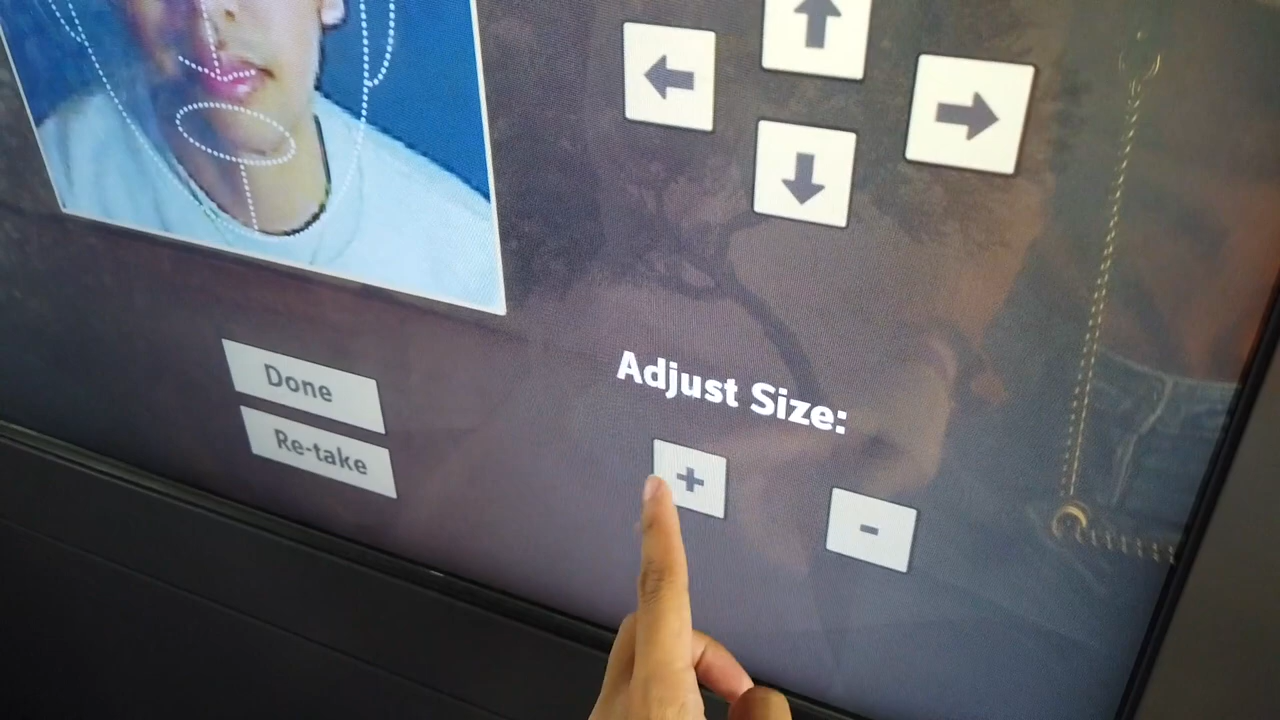 Adjust Size:
Done
Re-take
+
-